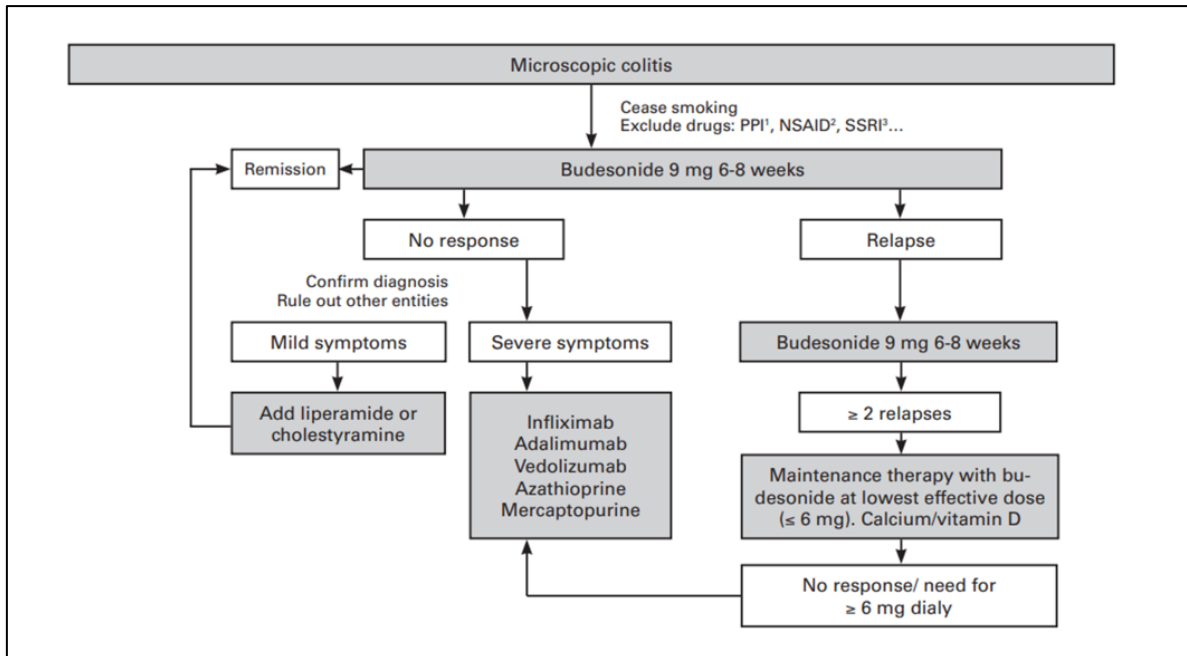 Microscopic colitis
Cease smoking
Exclude drugs: PPI¹, NSAID², SSRI³...
Remission
Budesonide 9 mg 6-8 weeks
No response
Relapse
Confirm diagnosis
Rule out other entities
Mild symptoms
Severe symptoms
Budesonide 9 mg 6-8 weeks
Add liperamide or
cholestyramine
Infliximab
Adalimumab
Vedolizumab
Azathioprine
Mercaptopurine
≥ 2 relapses
Maintenance therapy with bu-
desonide at lowest effective dose
(≤ 6 mg). Calcium/vitamin D
No response/ need for
≥ 6 mg dialy